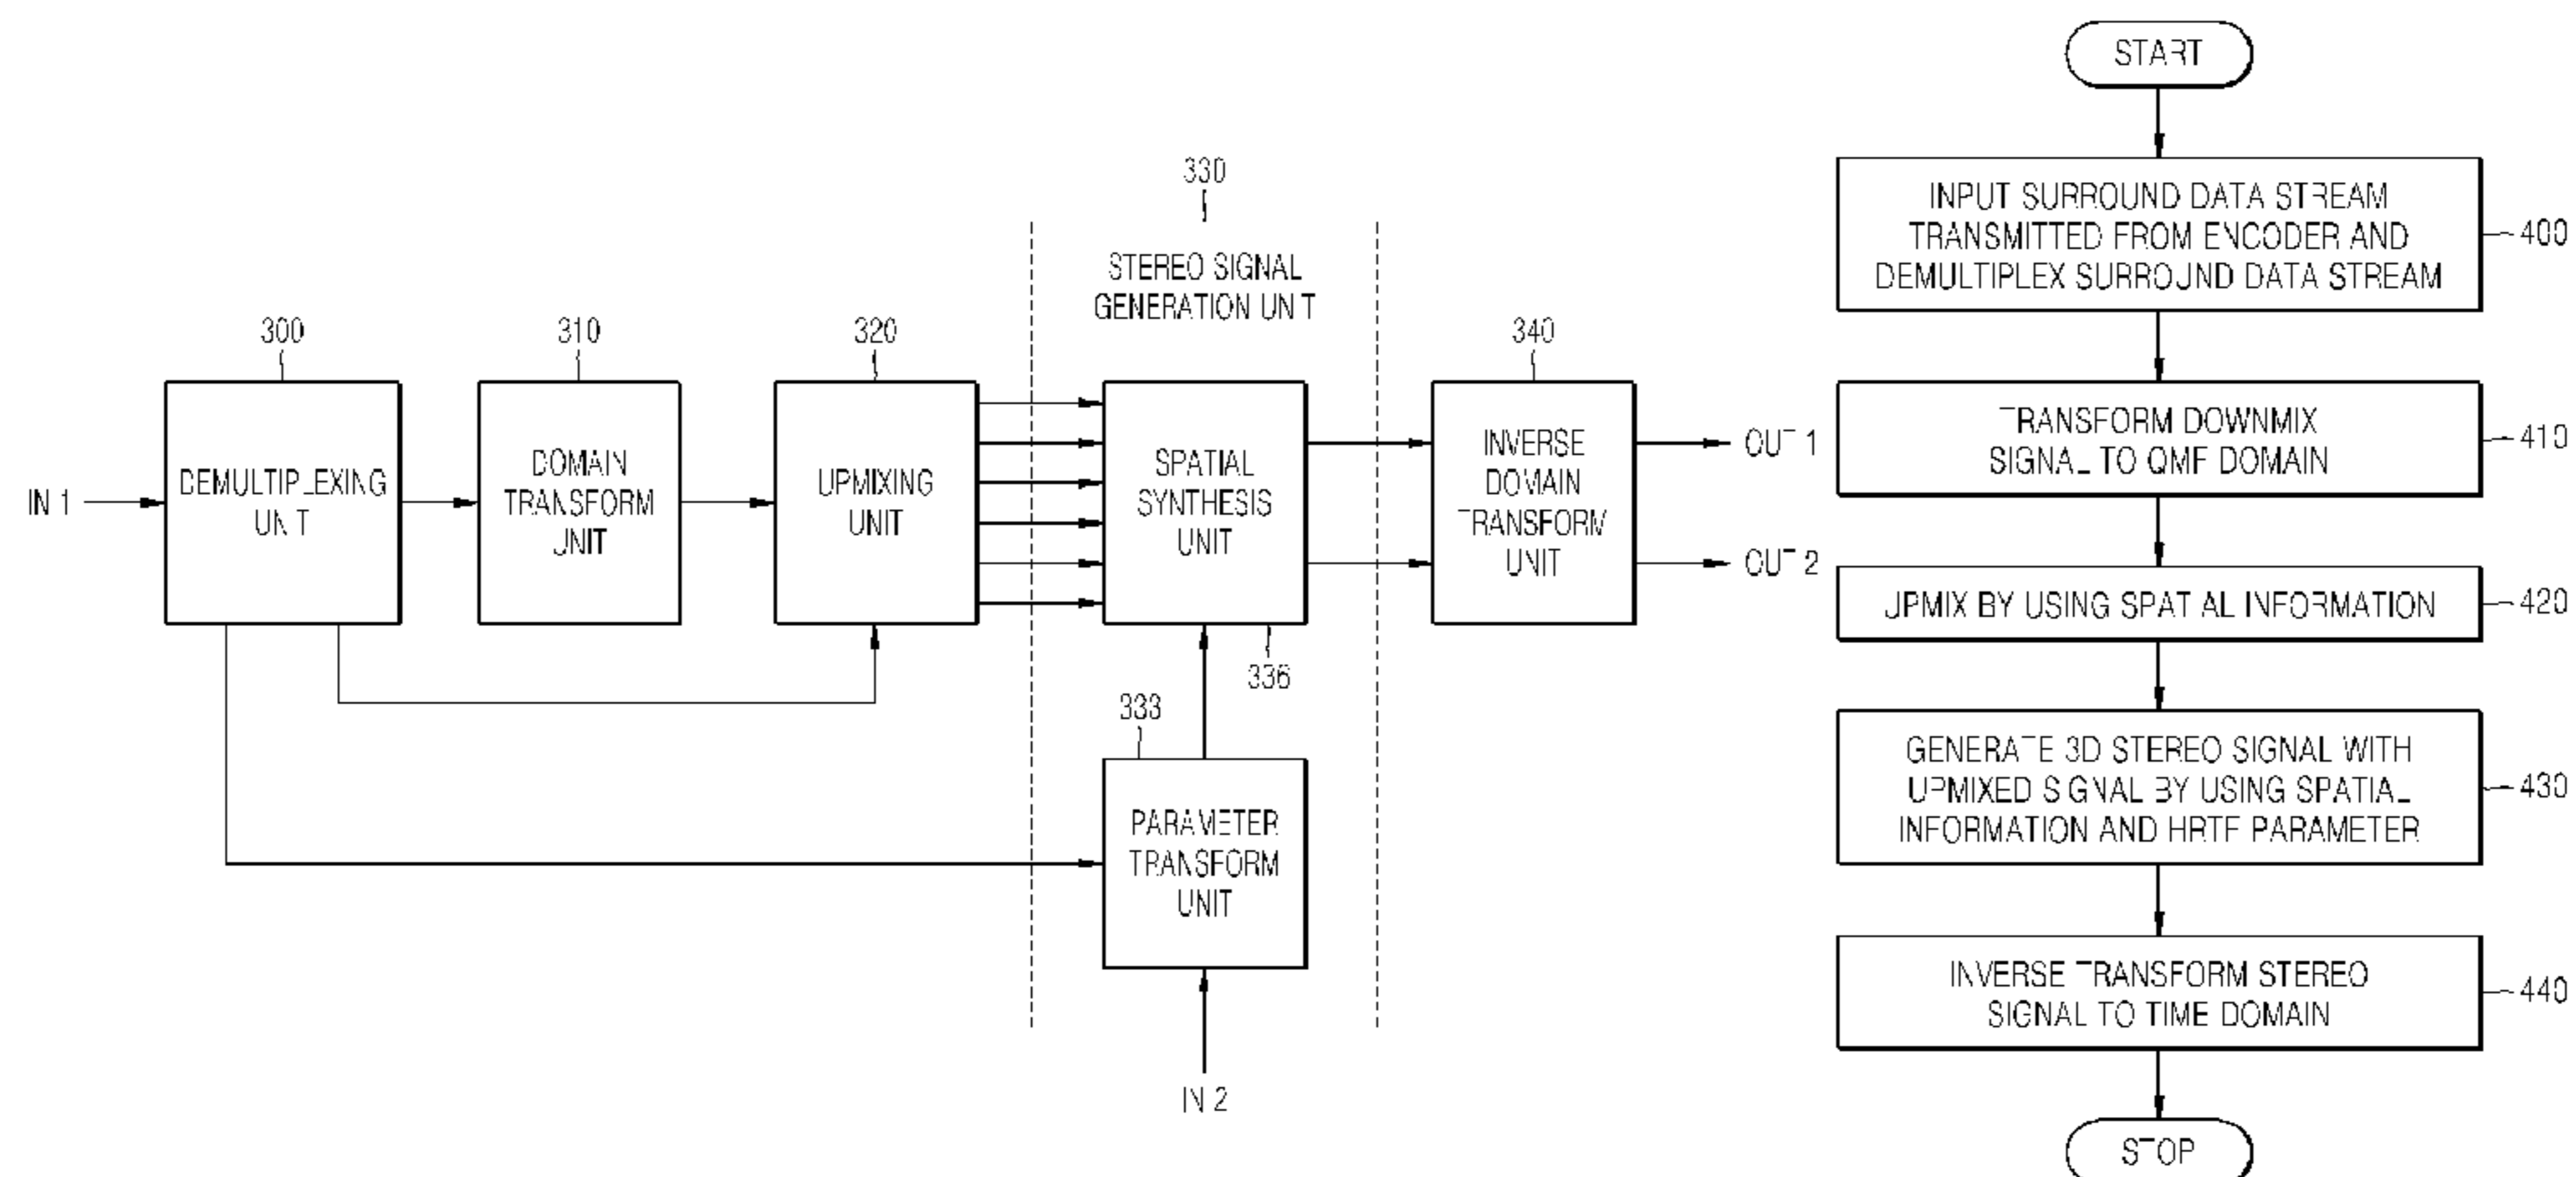 330
STEREO SIGNAL
GENERATION UNIT
300
310
320
340
IN 1
DEMULTIPLEXING
UNIT
DOMAIN
TRANSFORM
UNIT
UPMIXING
UNIT
SPATIAL
SYNTHESIS
UNIT
INVERSE
DOMAIN
TRANSFORM
UNIT
OUT 1
OUT 2
336
333
PARAMETER
TRANSFORM
UNIT
IN 2
START
INPUT SURROUND DATA STREAM
TRANSMITTED FROM ENCODER AND
DEMULTIPLEX SURROUND DATA STREAM
400
TRANSFORM DOWNMIX
SIGNAL TO QMF DOMAIN
410
UPMIX BY USING SPATIAL INFORMATION
420
GENERATE 3D STEREO SIGNAL WITH
UPMIXED SIGNAL BY USING SPATIAL
INFORMATION AND HRTF PARAMETER
430
INVERSE TRANSFORM STEREO
SIGNAL TO TIME DOMAIN
440
STOP